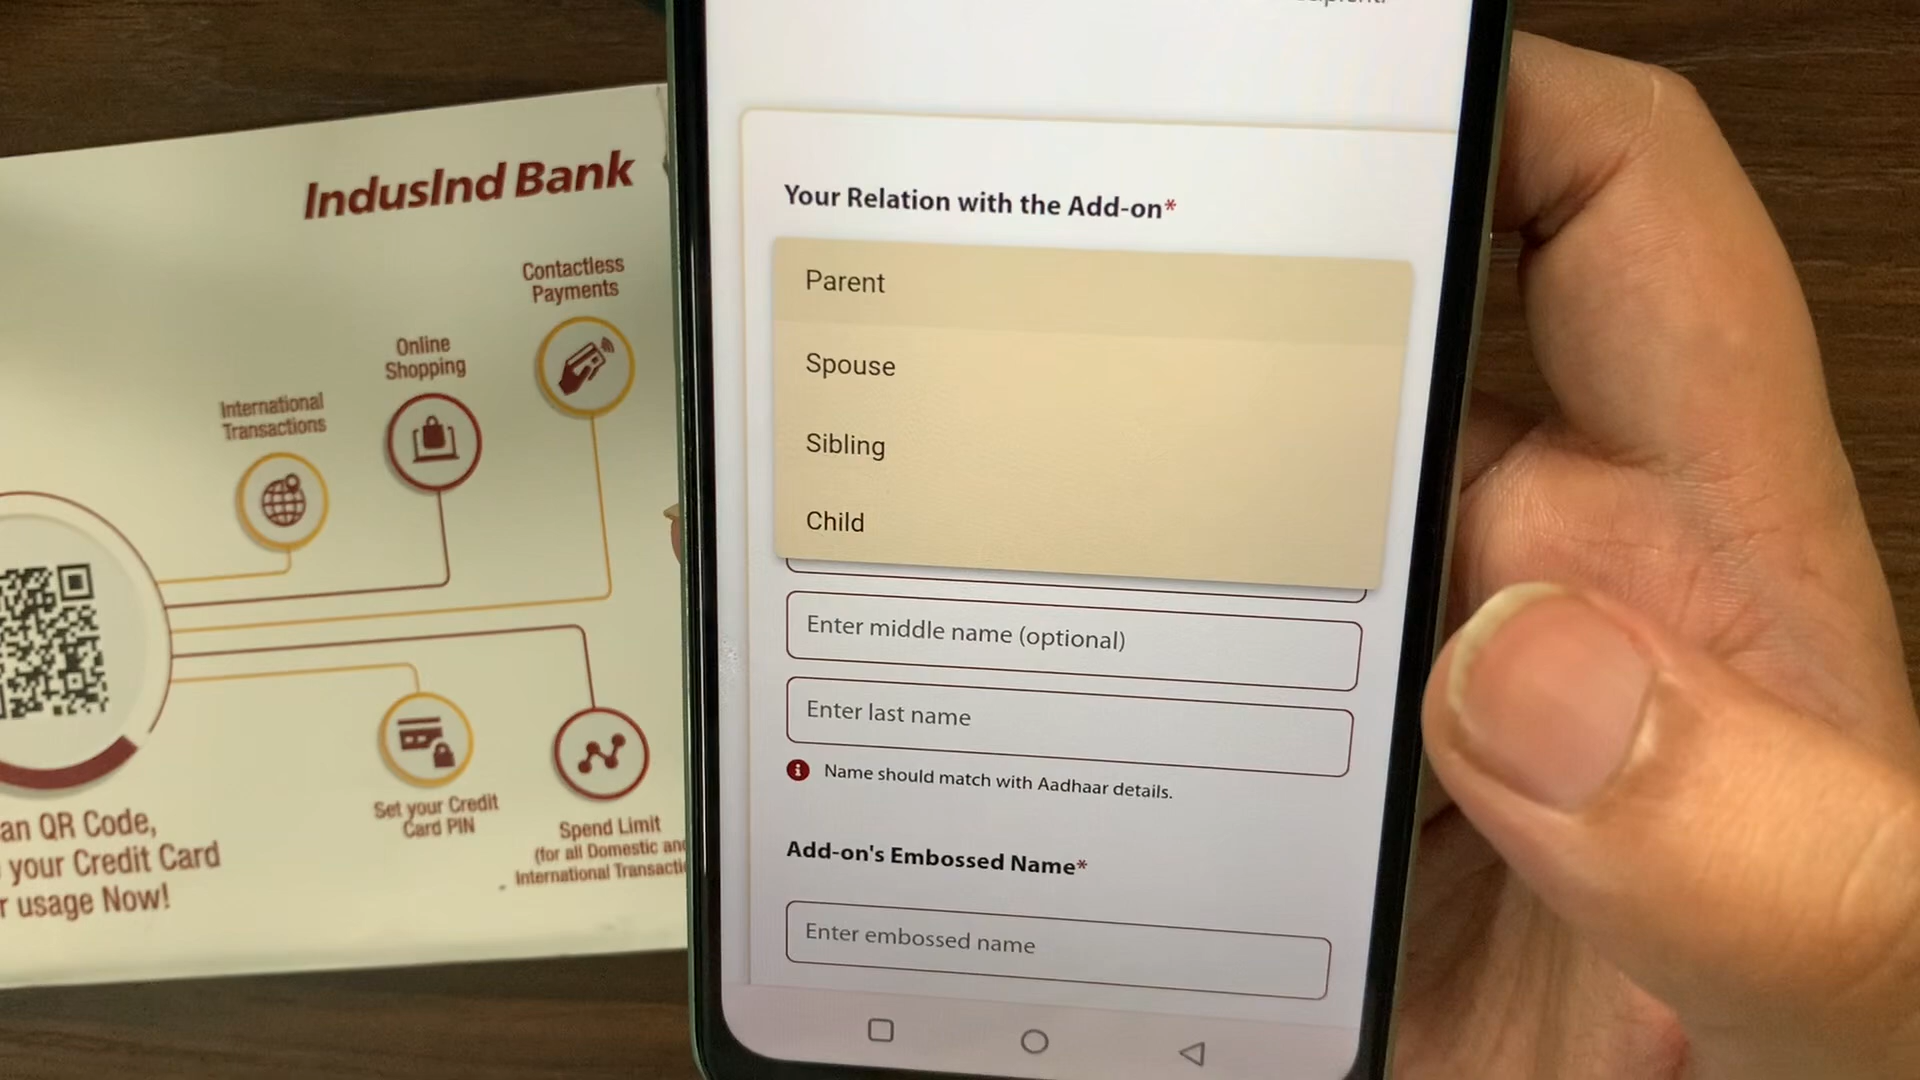 IndusInd Bank
Contactless
Payments
Online
Shopping
International
Transactions
an QR Code,
your Credit Card
usage Now!
Set your Credit
Card PIN
Spend Limit
(for all Domestic and
International
Your Relation with the Add-on*
Parent
Spouse
Sibling
Child
Enter middle name (optional)
Enter last name
Name should match with Aadhaar details.
Add-on's Embossed Name*
Enter embossed name